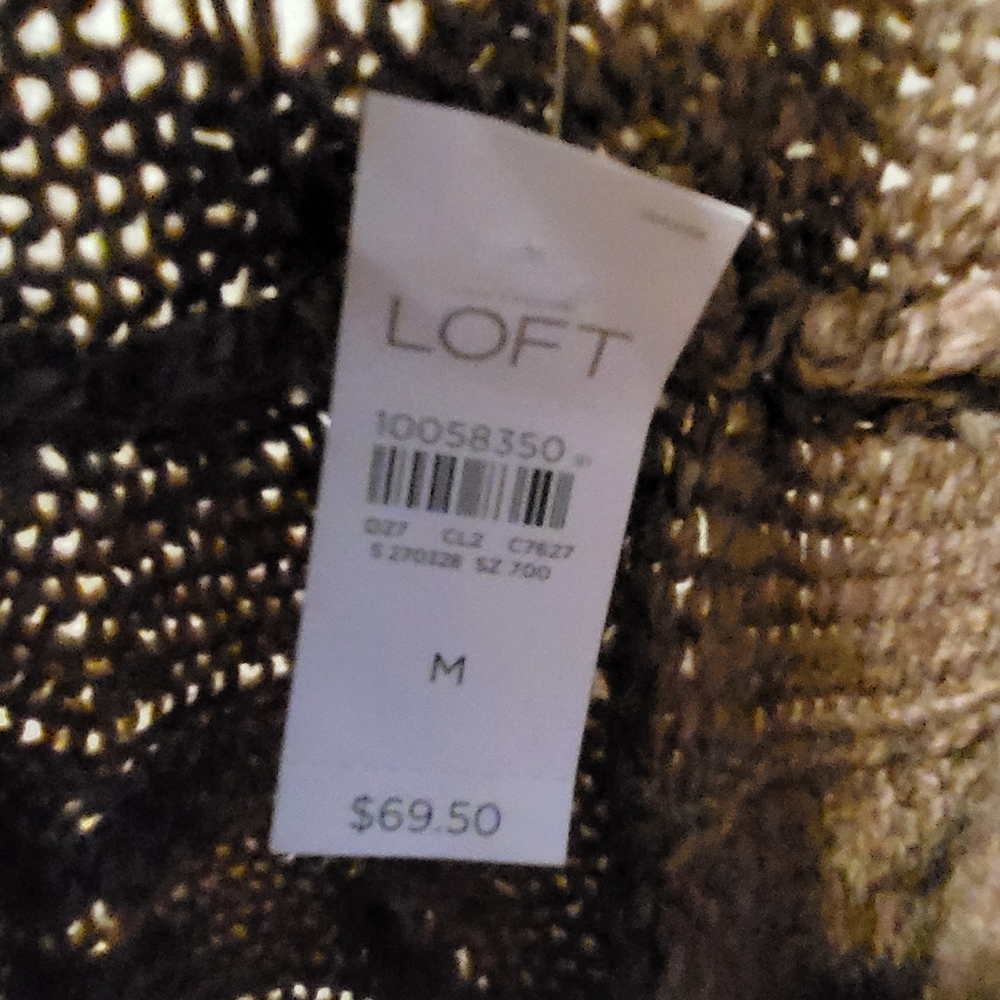 LOFT
10058350
D27 CL2 C7627
S 270328 SZ 700
M
$69.50